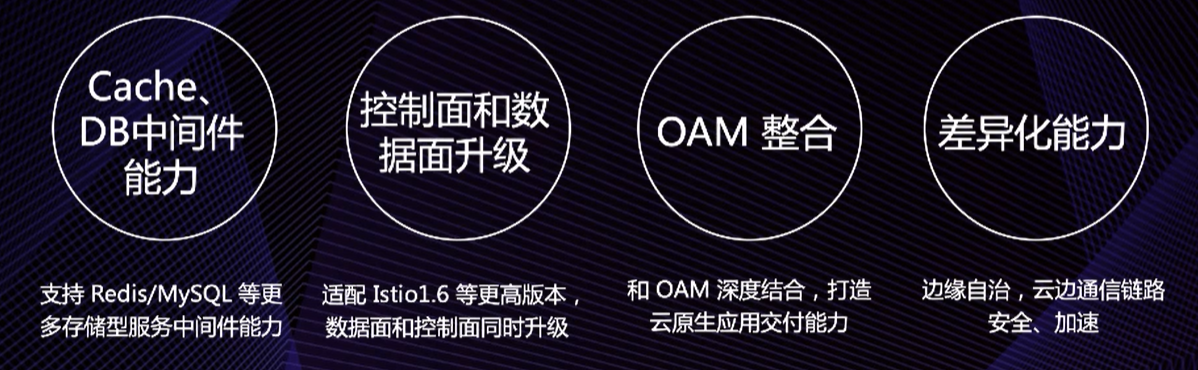 Cache、
DB中间件
能力
支持 Redis/MySQL 等更
多存储型服务中间件能力
控制面和数
据面升级
适配 Istio1.6 等更高版本，
数据面和控制面同时升级
OAM 整合
和 OAM 深度结合，打造
云原生应用交付能力
差异化能力
边缘自治，云边通信链路
安全、加速